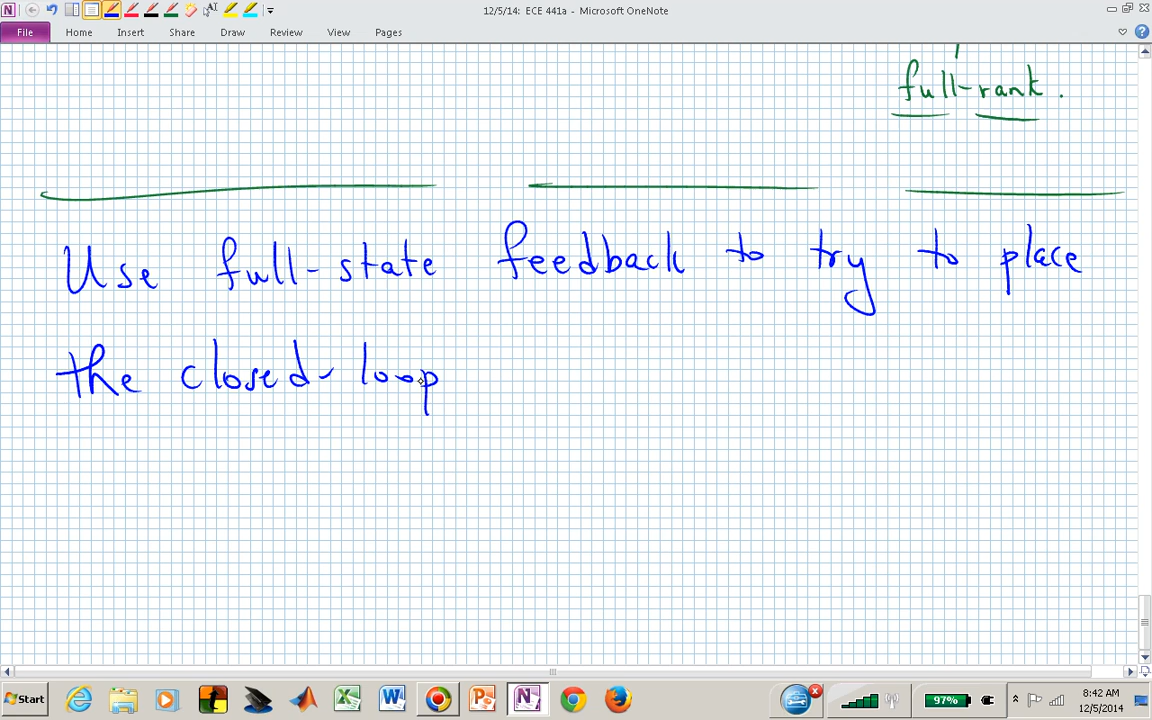 12/5/14: ECE 441a - Microsoft OneNote
File Home Insert Share Draw Review View Pages
full-rank.
Use full-state feedback to try to place
the closed-loop
Start
97%
8:42 AM
12/5/2014